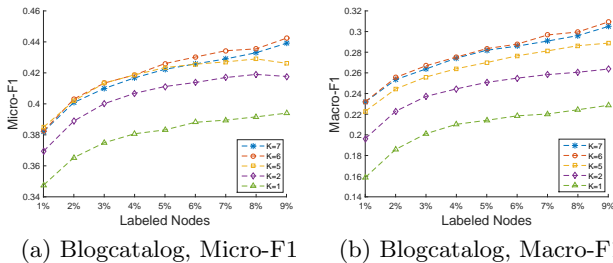 0.46
0.44
0.42
0.4
0.38
0.36
0.34
Micro-F1
1% 2% 3% 4% 5% 6% 7% 8% 9%
Labeled Nodes
K=7
K=6
K=5
K=2
K=1
(a) Blogcatalog, Micro-F1
0.32
0.3
0.28
0.26
0.24
0.22
0.2
0.18
0.16
0.14
Macro-F1
1% 2% 3% 4% 5% 6% 7% 8% 9%
Labeled Nodes
K=7
K=6
K=5
K=2
K=1
(b) Blogcatalog, Macro-F